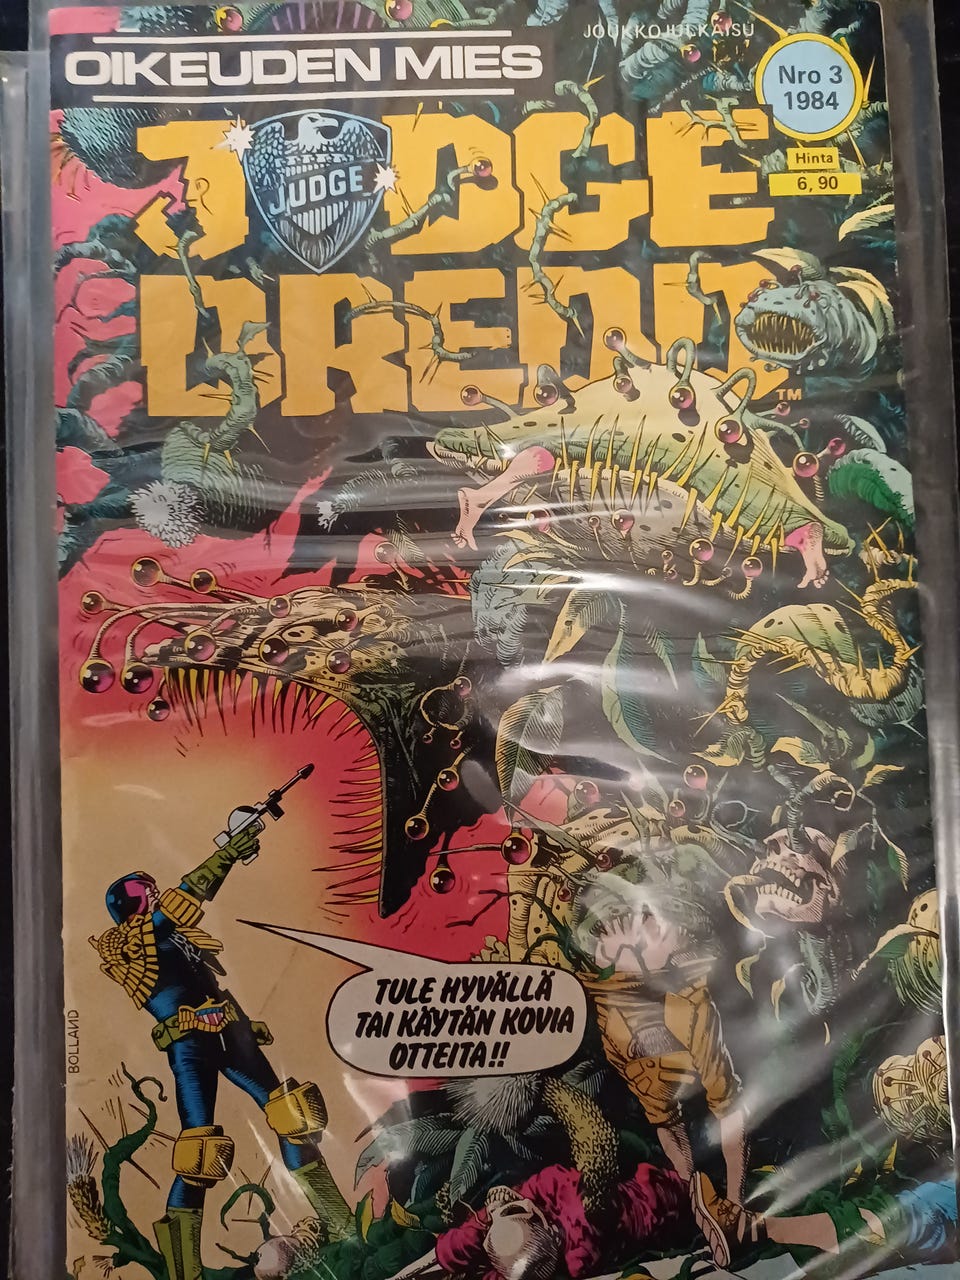 JOUKKOJULKAISU
OIKEUDEN MIES
Nro 3
1984
Hinta
6,90
JUDGE
JUDGE
DREDD
TM
TULE HYVÄLLÄ
TAI KÄYTÄN KOVIA
OTTEITA!!
BOLLAND